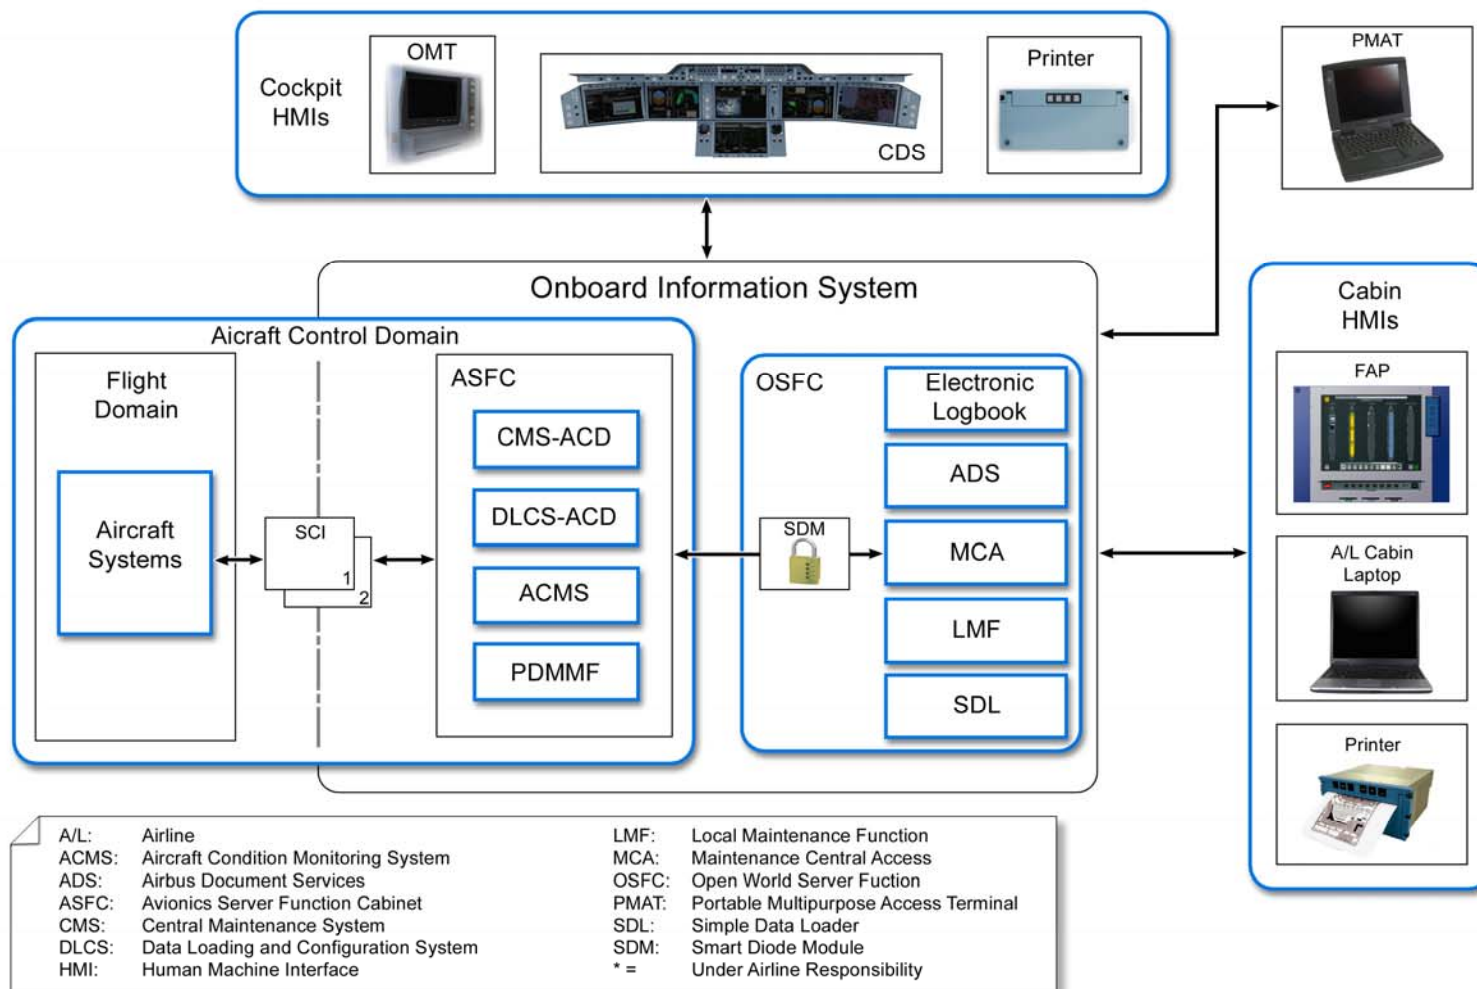 Cockpit
HMIs
OMT
CDS
Printer
PMAT
Onboard Information System
Aicraft Control Domain
Flight
Domain
Aircraft
Systems
SCI
1
2
ASFC
CMS-ACD
DLCS-ACD
ACMS
PDMMF
OSFC
SDM
Electronic
Logbook
ADS
MCA
LMF
SDL
Cabin
HMIs
FAP
A/L Cabin
Laptop
Printer
A/L: Airline
ACMS: Aircraft Condition Monitoring System
ADS: Airbus Document Services
ASFC: Avionics Server Function Cabinet
CMS: Central Maintenance System
DLCS: Data Loading and Configuration System
HMI: Human Machine Interface
LMF: Local Maintenance Function
MCA: Maintenance Central Access
OSFC: Open World Server Fuction
PMAT: Portable Multipurpose Access Terminal
SDL: Simple Data Loader
SDM: Smart Diode Module
* = Under Airline Responsibility